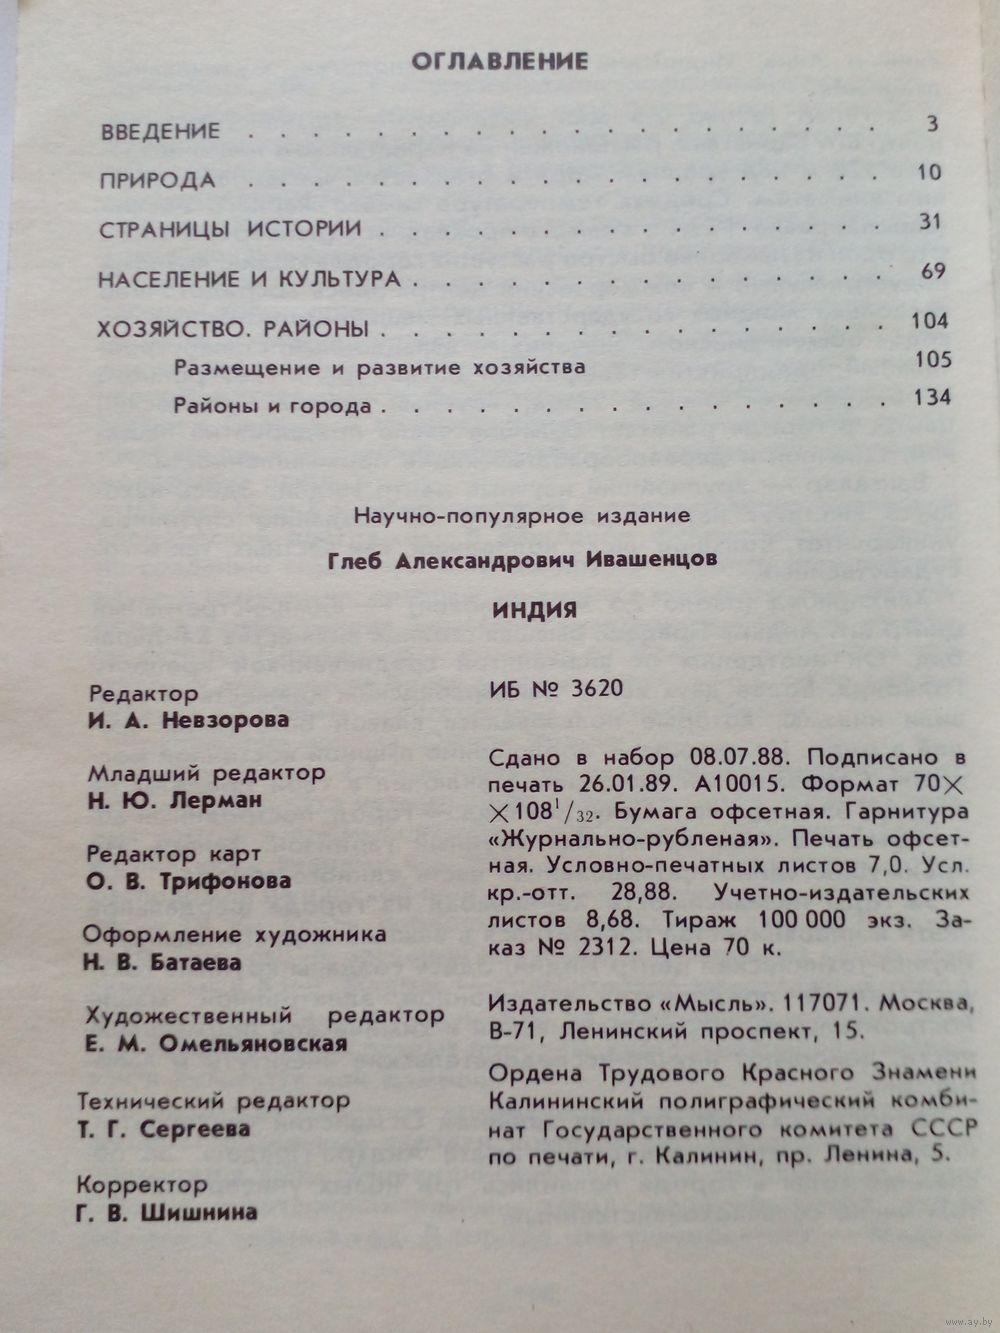 ОГЛАВЛЕНИЕ
ВВЕДЕНИЕ . . . . . . . . . . . . . . . . . . . . 3
ПРИРОДА . . . . . . . . . . . . . . . . . . . . 10
СТРАНИЦЫ ИСТОРИИ . . . . . . . . . . . . . . . . 31
НАСЕЛЕНИЕ И КУЛЬТУРА . . . . . . . . . . . . . . . 69
ХОЗЯЙСТВО. РАЙОНЫ . . . . . . . . . . . . . . . . 104
Размещение и развитие хозяйства 105
Районы и города . . . . . . . . . . . . . . . . 134
Научно-популярное издание
Глеб Александрович Ивашенцов
ИНДИЯ
Редактор
И. А. Невзорова
Младший редактор
Н. Ю. Лерман
Редактор карт
О. В. Трифонова
Оформление художника
Н. В. Батаева
Художественный редактор
Е. М. Омельяновская
Технический редактор
Т. Г. Сергеева
Корректор
Г. В. Шишнина
ИБ № 3620
Сдано в набор 08.07.88. Подписано в
печать 26.01.89. А10015. Формат 70×
×108¹/₃₂. Бумага офсетная. Гарнитура
«Журнально-рубленая». Печать офсет-
ная. Условно-печатных листов 7,0. Усл.
кр.-отт. 28,88. Учетно-издательских
листов 8,68. Тираж 100 000 экз. За-
каз № 2312. Цена 70 к.
Издательство «Мысль». 117071. Москва,
В-71, Ленинский проспект, 15.
Ордена Трудового Красного Знамени
Калининский полиграфический комби-
нат Государственного комитета СССР
по печати, г. Калинин, пр. Ленина, 5.
www.ay.by